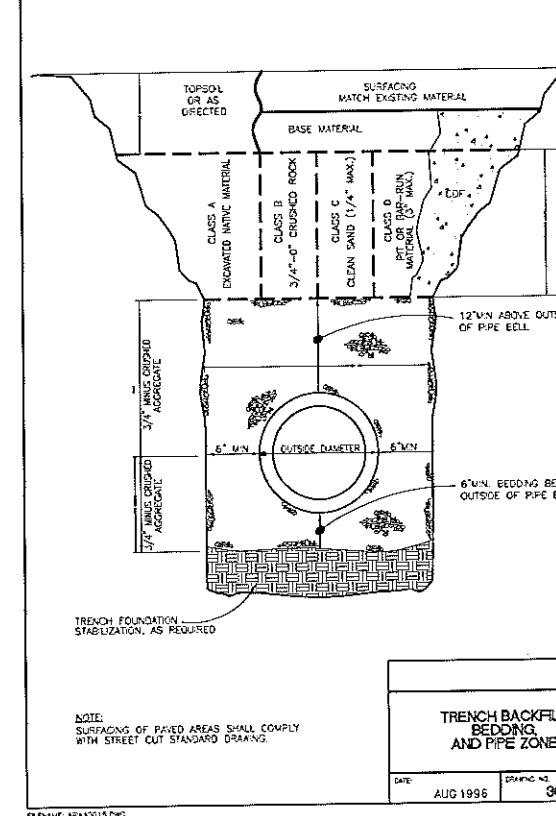 TOPSOIL
OR AS
DIRECTED
SURFACING
MATCH EXISTING MATERIAL
BASE MATERIAL
CLASS A
EXCAVATED NATIVE MATERIAL
CLASS B
3/4"-0" CRUSHED ROCK
CLASS C
CLEAN SAND (1/4" MAX.)
CLASS D
PIT OR BAR-RUN
MATERIAL (3" MAX.)
CDF
12"MIN ABOVE
OF PIPE BELL
3/4" MINUS CRUSHED
AGGREGATE
6" MIN
OUTSIDE DIAMETER
6"MIN
3/4" MINUS CRUSHED
AGGREGATE
6"MIN. BEDDING
OUTSIDE OF PIPE
TRENCH FOUNDATION
STABILIZATION, AS REQUIRED
NOTE:
SURFACING OF PAVED AREAS SHALL COMPLY
WITH STREET CUT STANDARD DRAWING.
TRENCH
BEDDING,
AND PIPE ZONE
DATE:
AUG 1996
DRAWING NO.
FILENAME: